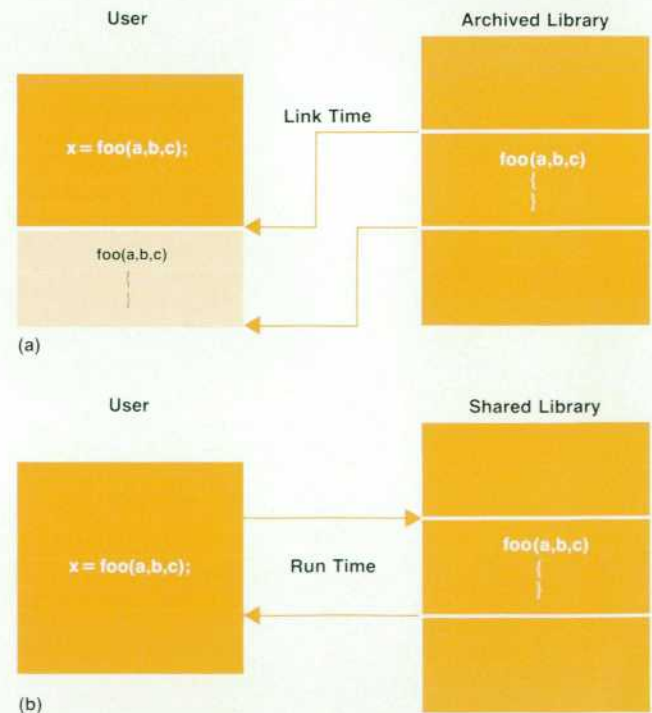 User
Archived Library
Link Time
x = foo(a,b,c);
foo(a,b,c)
{
}
foo(a,b,c)
{
}
(a)
User
Shared Library
x = foo(a,b,c);
Run Time
foo(a,b,c)
{
}
(b)